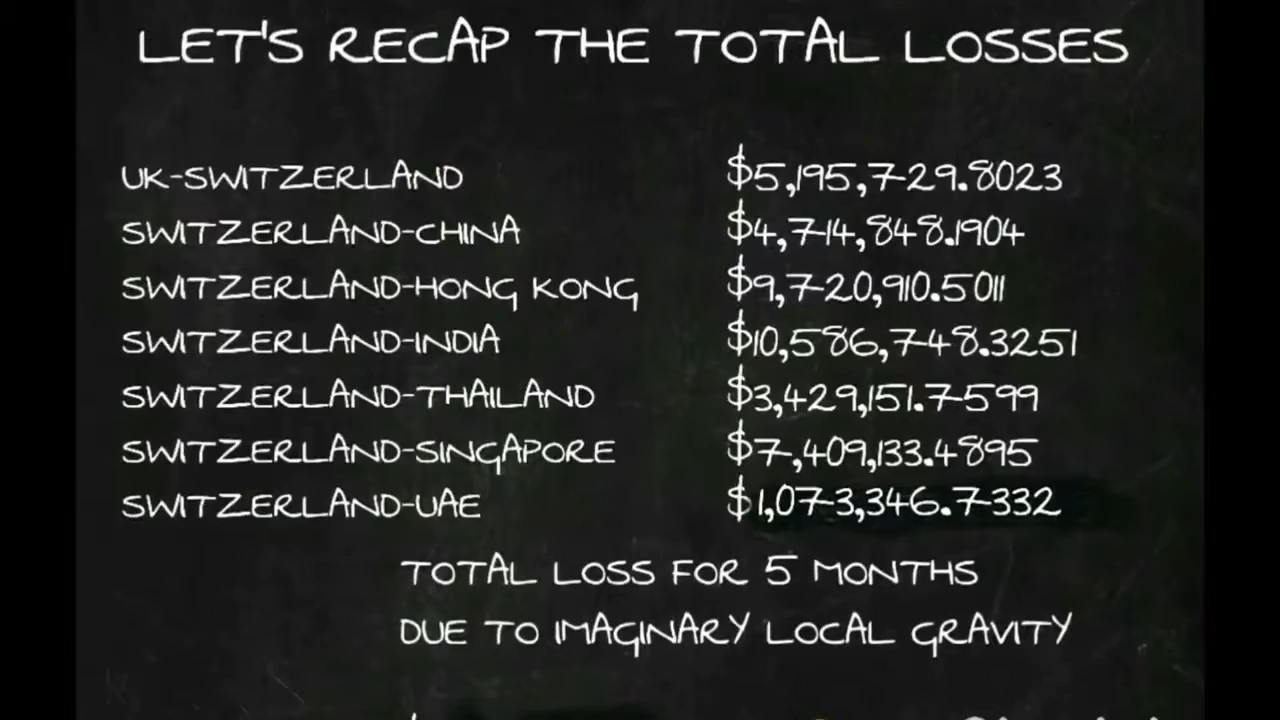 LET'S RECAP THE TOTAL LOSSES
UK-SWITZERLAND $5,195,729.8023
SWITZERLAND-CHINA $4,714,848.1904
SWITZERLAND-HONG KONG $9,720,910.5011
SWITZERLAND-INDIA $10,586,748.3251
SWITZERLAND-THAILAND $3,429,151.7599
SWITZERLAND-SINGAPORE $7,409,133.4895
SWITZERLAND-UAE $1,073,346.7332
TOTAL LOSS FOR 5 MONTHS
DUE TO IMAGINARY LOCAL GRAVITY